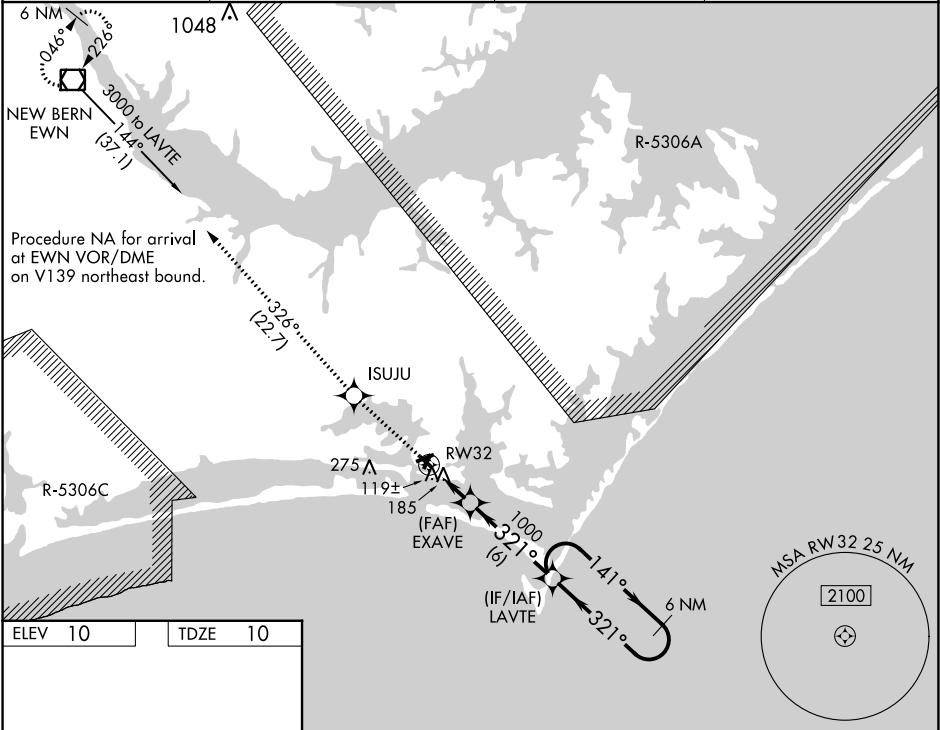 6 NM
046°
226°
1048
NEW BERN
EWN
3000 to LAVTE
144°
(37.1)
R-5306A
Procedure NA for arrival
at EWN VOR/DME
on V139 northeast bound.
326°
(22.7)
ISUJU
RW32
275
119±
185
R-5306C
(FAF)
EXAVE
1000
321°
(6)
(IF/IAF)
LAVTE
141°
6 NM
321°
MSA RW32 25 NM
2100
ELEV 10
TDZE 10